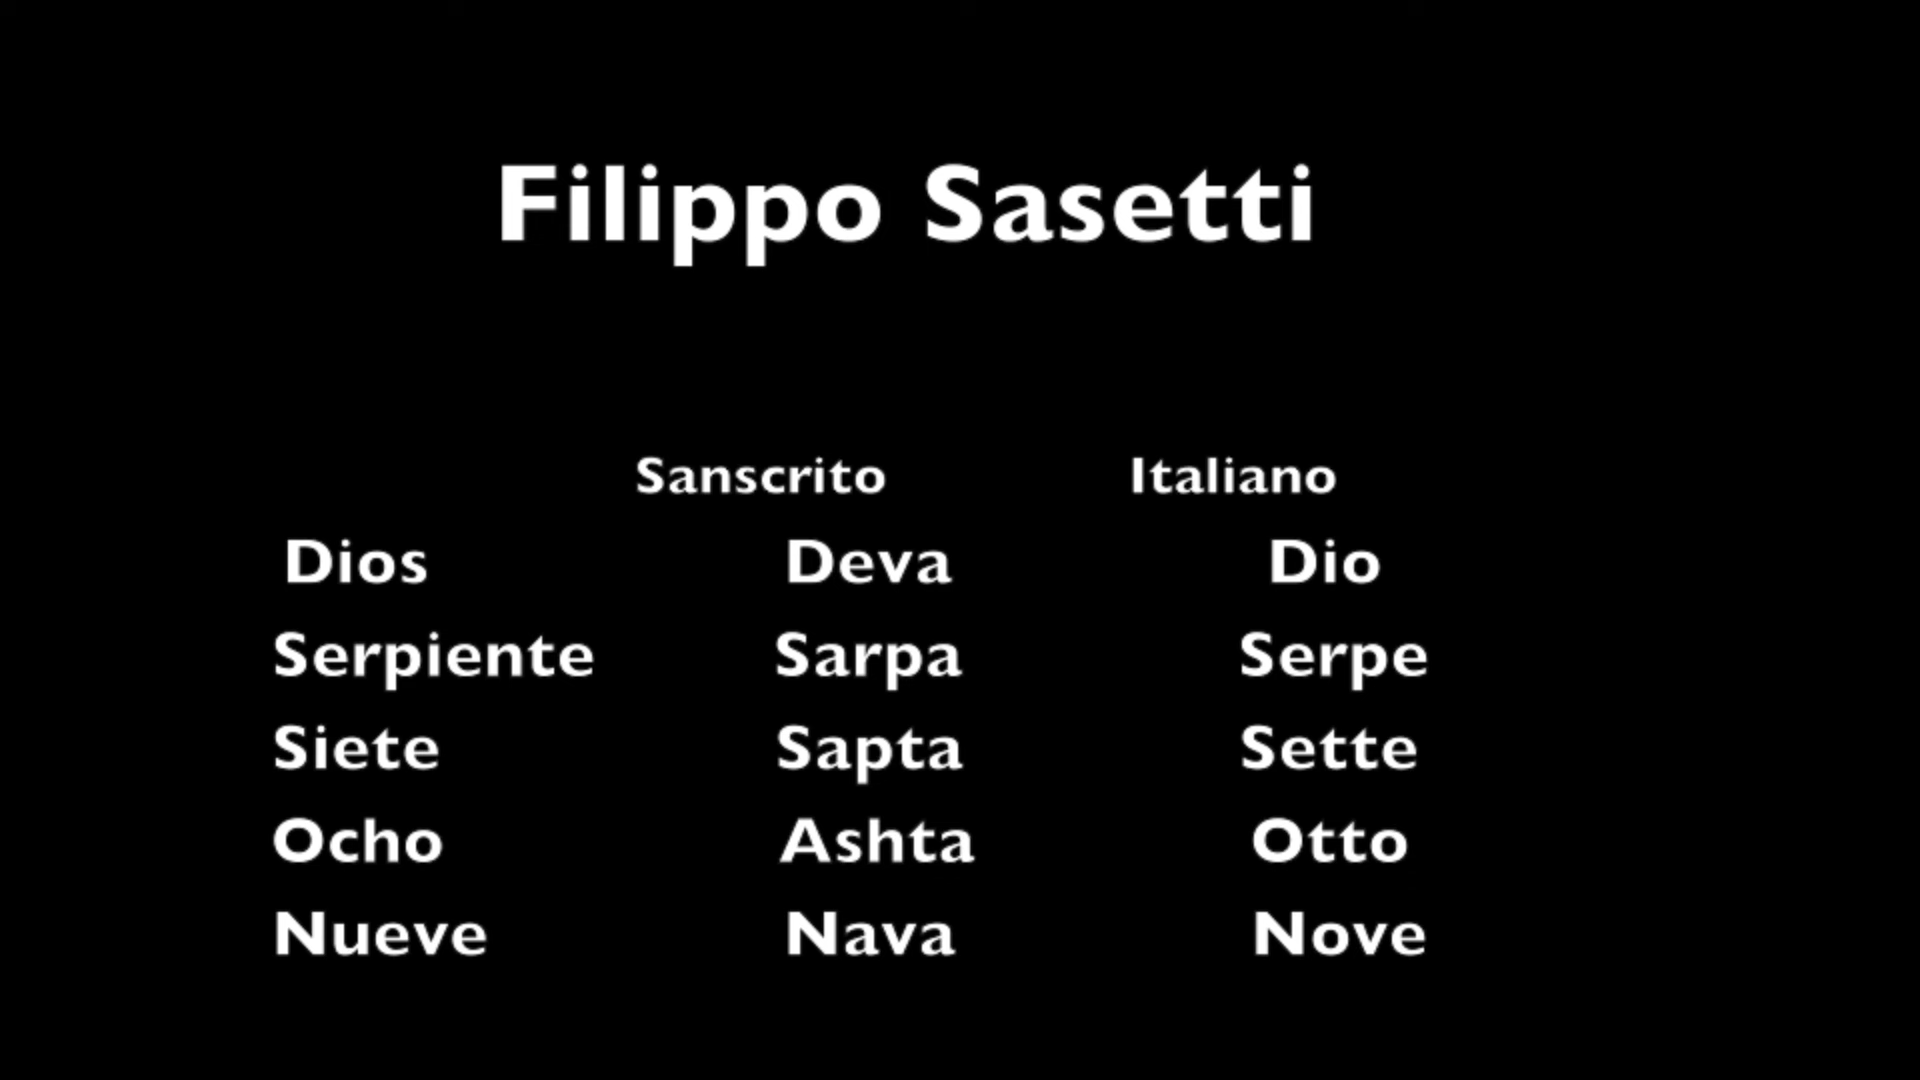 Filippo Sasetti
Sanscrito Italiano
Dios Deva Dio
Serpiente Sarpa Serpe
Siete Sapta Sette
Ocho Ashta Otto
Nueve Nava Nove